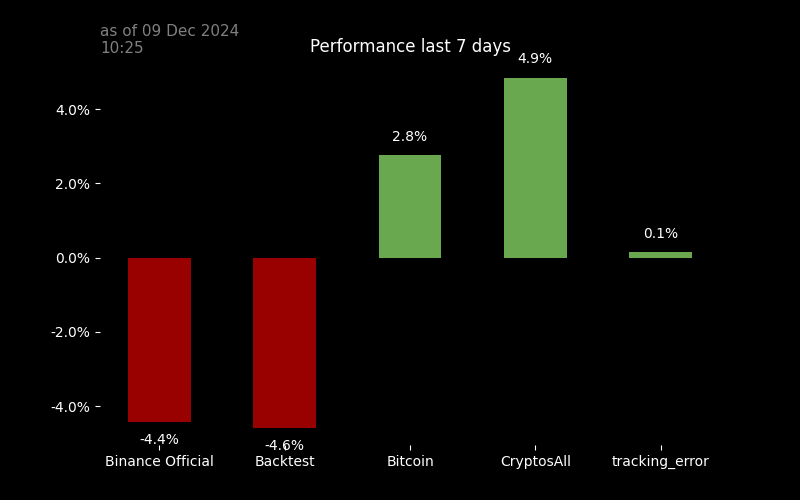 as of 09 Dec 2024
10:25
Performance last 7 days
4.9%
4.0%
2.8%
2.0%
0.1%
0.0%
-2.0%
-4.0%
-4.4%
-4.6%
Binance Official
Backtest
Bitcoin
CryptosAll
tracking_error